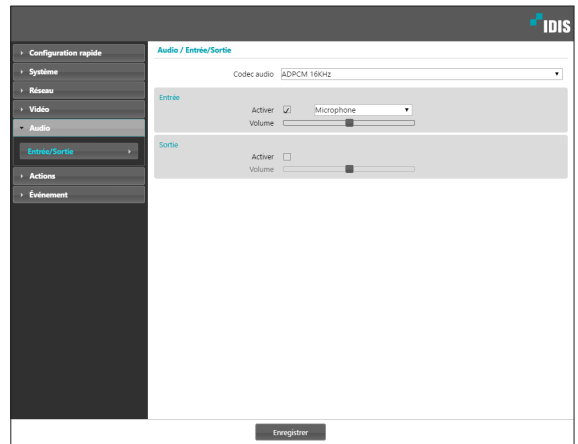 IDIS
Configuration rapide
Système
Réseau
Vidéo
Audio
Entrée/Sortie
Actions
Événement
Audio / Entrée/Sortie
Codec audio ADPCM 16KHz
Entrée
Activer Microphone
Volume
Sortie
Activer
Volume
Enregistrer